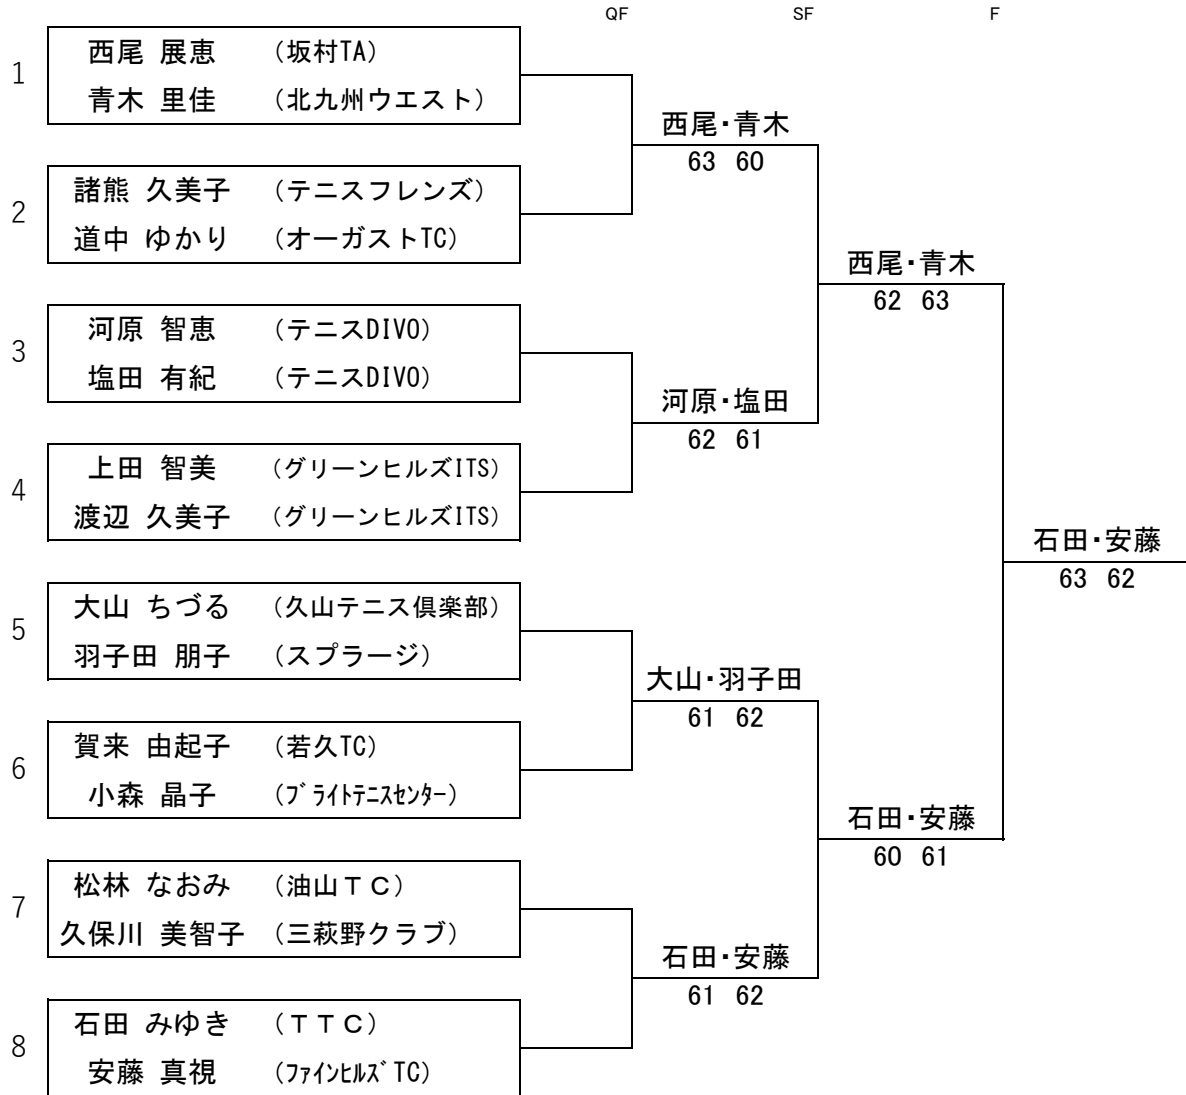 QF SF F
1
西尾 展恵 (坂村TA)
青木 里佳 (北九州ウエスト)
西尾・青木
63 60
2
諸熊 久美子 (テニスフレンズ)
道中 ゆかり (オーガストTC)
西尾・青木
62 63
3
河原 智恵 (テニスDIVO)
塩田 有紀 (テニスDIVO)
河原・塩田
62 61
4
上田 智美 (グリーンヒルズITS)
渡辺 久美子 (グリーンヒルズITS)
石田・安藤
63 62
5
大山 ちづる (久山テニス倶楽部)
羽子田 朋子 (スプラージ)
大山・羽子田
61 62
6
賀来 由起子 (若久TC)
小森 晶子 (ブライトテニスセンター)
石田・安藤
60 61
7
松林 なおみ (油山TC)
久保川 美智子 (三萩野クラブ)
石田・安藤
61 62
8
石田 みゆき (TTC)
安藤 真視 (ファインヒルズTC)